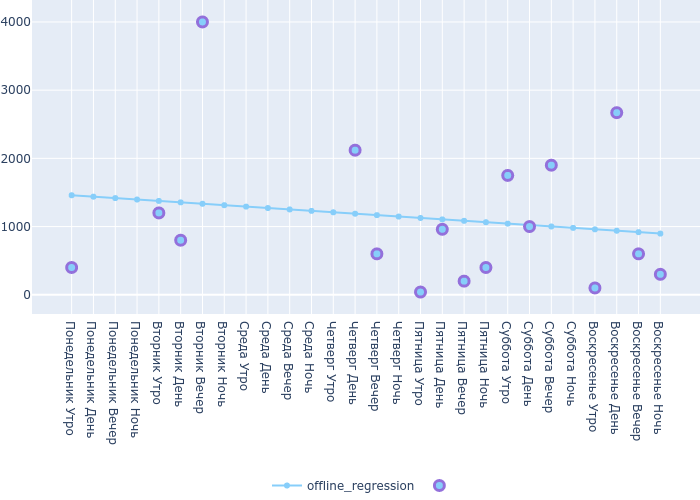 4000
3000
2000
1000
0
Понедельник Утро
Понедельник День
Понедельник Вечер
Понедельник Ночь
Вторник Утро
Вторник День
Вторник Вечер
Вторник Ночь
Среда Утро
Среда День
Среда Вечер
Среда Ночь
Четверг Утро
Четверг День
Четверг Вечер
Четверг Ночь
Пятница Утро
Пятница День
Пятница Вечер
Пятница Ночь
Суббота Утро
Суббота День
Суббота Вечер
Суббота Ночь
Воскресенье Утро
Воскресенье День
Воскресенье Вечер
Воскресенье Ночь
offline_regression